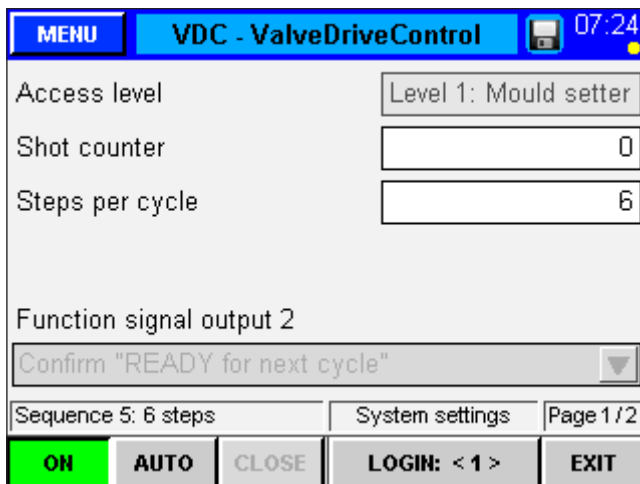 MENU VDC - ValveDriveControl 07:24
Access level Level 1: Mould setter
Shot counter 0
Steps per cycle 6
Function signal output 2
Confirm "READY for next cycle"
Sequence 5: 6 steps System settings Page 1/2
ON AUTO CLOSE LOGIN: <1> EXIT